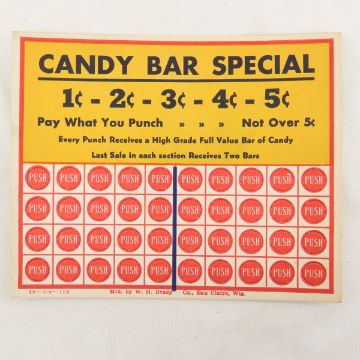 CANDY BAR SPECIAL
1¢ - 2¢ - 3¢ - 4¢ - 5¢
Pay What You Punch » » » Not Over 5¢
Every Punch Receives a High Grade Full Value Bar of Candy
Last Sale in each section Receives Two Bars
PUSH PUSH PUSH PUSH PUSH PUSH PUSH PUSH PUSH PUSH
PUSH PUSH PUSH PUSH PUSH PUSH PUSH PUSH PUSH PUSH
PUSH PUSH PUSH PUSH PUSH PUSH PUSH PUSH PUSH PUSH
PUSH PUSH PUSH PUSH PUSH PUSH PUSH PUSH PUSH PUSH
Mfg. by W. H. Brady Co., Eau Claire, Wis.